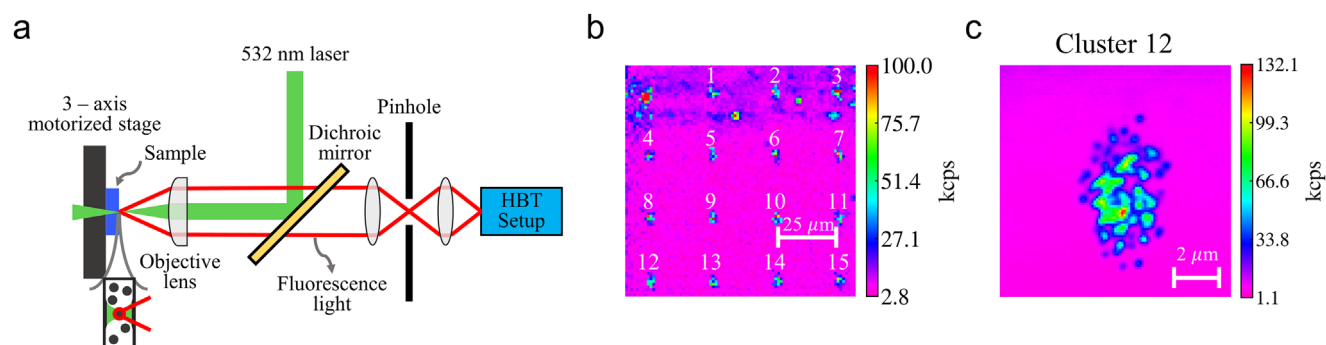 a
532 nm laser
3 – axis
motorized stage
Sample
Dichroic
mirror
Pinhole
HBT
Setup
Objective
lens
Fluorescence
light
b
1 2 3
4 5 6 7
8 9 10 11
25 μm
12 13 14 15
100.0
75.7
51.4
27.1
2.8
kcps
c
Cluster 12
2 μm
132.1
99.3
66.6
33.8
1.1
kcps